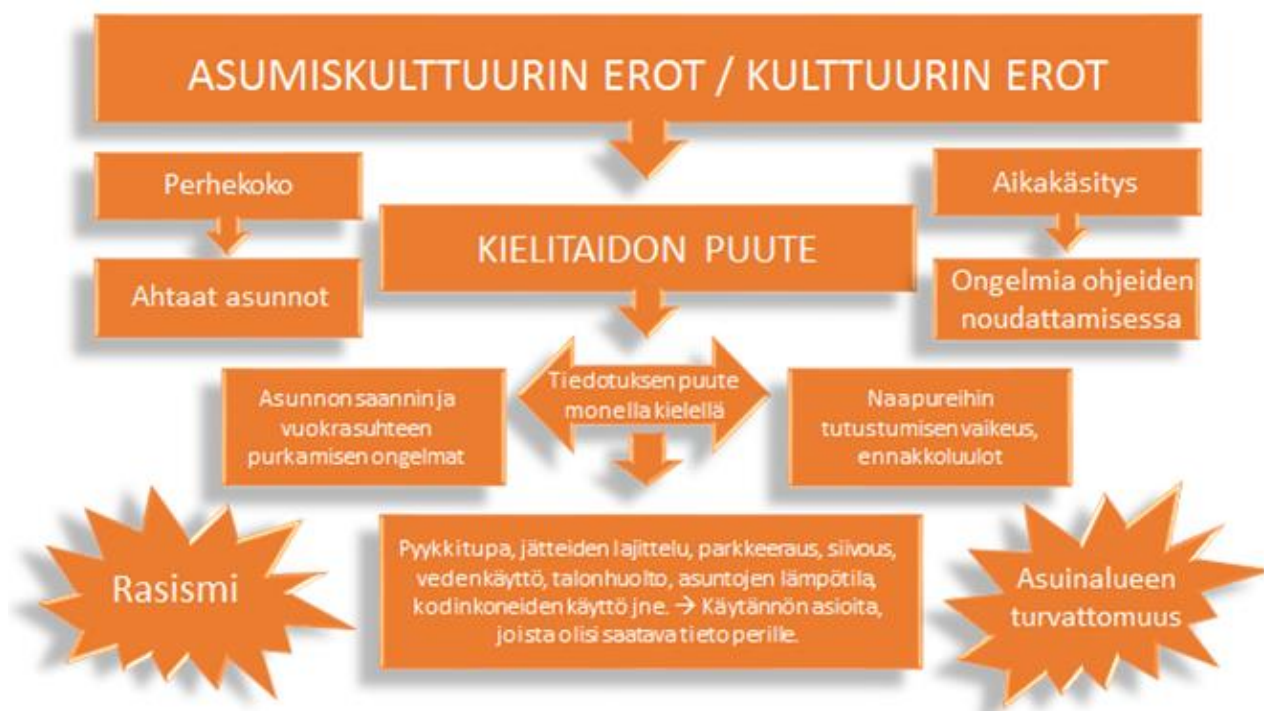 ASUMISKULTTUURIN EROT / KULTTUURIN EROT
Perhekoko
Aikakäsitys
KIELITAIDON PUUTE
Ahtaat asunnot
Ongelmia ohjeiden
noudattamisessa
Tiedotuksen puute
monella kielellä
Asunnon saannin ja
vuokrasuhteen
purkamisen ongelmat
Naapureihin
tutustumisen vaikeus,
ennakkoluulot
Rasismi
Pyykkitupa, jätteiden lajittelu, parkkeeraus, siivous,
vedenkäyttö, talonhuolto, asuntojen lämpötila,
kodinkoneiden käyttö jne. → Käytännön asioita,
joista olisi saatava tieto perille.
Asuinalueen
turvattomuus